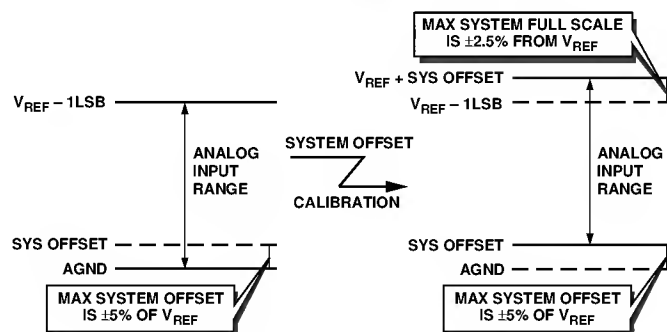 MAX SYSTEM FULL SCALE
IS ±2.5% FROM VREF
VREF – 1LSB
ANALOG
INPUT
RANGE
SYS OFFSET
AGND
MAX SYSTEM OFFSET
IS ±5% OF VREF
SYSTEM OFFSET
CALIBRATION
VREF + SYS OFFSET
VREF – 1LSB
ANALOG
INPUT
RANGE
SYS OFFSET
AGND
MAX SYSTEM OFFSET
IS ±5% OF VREF